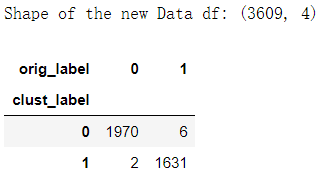 Shape of the new Data df: (3609, 4)
orig_label 0 1
clust_label
0 1970 6
1 2 1631